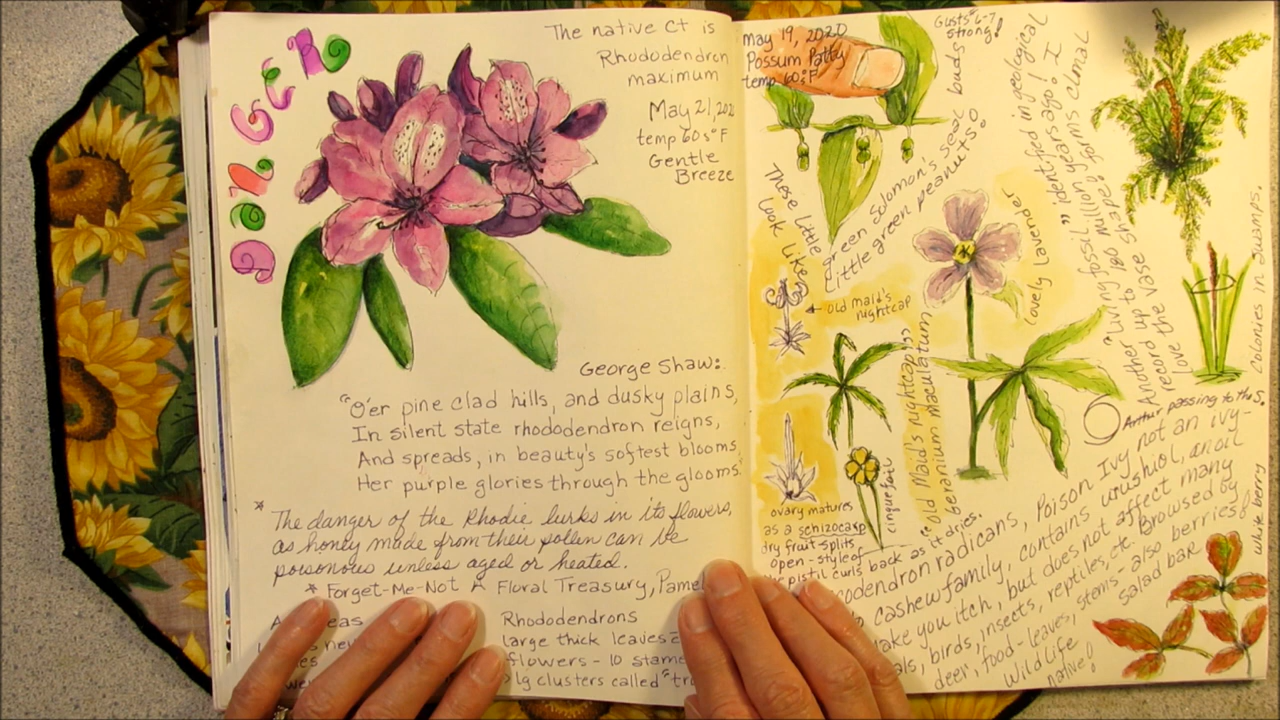 DanGeR
The native CT is
Rhododendron
maximum
May 21, 202
temp 60s°F
Gentle
Breeze
George Shaw:
"O'er pine clad hills, and dusky plains,
In silent state rhododendron reigns,
And spreads, in beauty's softest blooms,
Her purple glories through the glooms.
* The danger of the Rhodie lurks in its flowers,
as honey made from their pollen can be
poisonous unless aged or heated.
* Forget-Me-Not A Floral Treasury, Pamel
Rhododendrons
large thick leaves
flowers - 10 stame
lg clusters called "tr
May 19, 2020
Possum Patty
temp 60°F
Gusts 6-7
Strong!
These little green Solomon's Seal buds
look like little green peanuts!
← Old Maid's
nightcap
lovely lavender
"Old Maid's nightcap"
Geranium maculatum
cinquefoil
ovary matures
as a schizocarp
dry fruit-splits
open - style of
pistil curls back as it dries.
Another "living fossil" identified in geological
record up to 180 million years ago! I
love the vase shape, forms clonal
Colonies in swamps.
Arthur passing to the S.
radicans, Poison Ivy not an ivy-
cashew family, contains urushiol, an oil
make you itch, but does not affect many
birds, insects, reptiles, etc. Browsed by
deer, food - leaves, stems - also berries!
Wildlife salad bar
native!
white berry